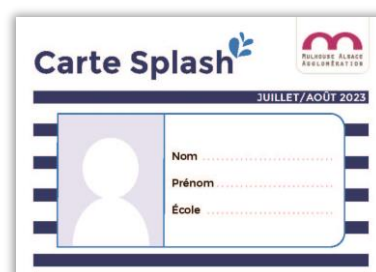 Carte Splash
MULHOUSE ALSACE
AGGLOMÉRATION
JUILLET/AOÛT 2023
Nom
Prénom
École